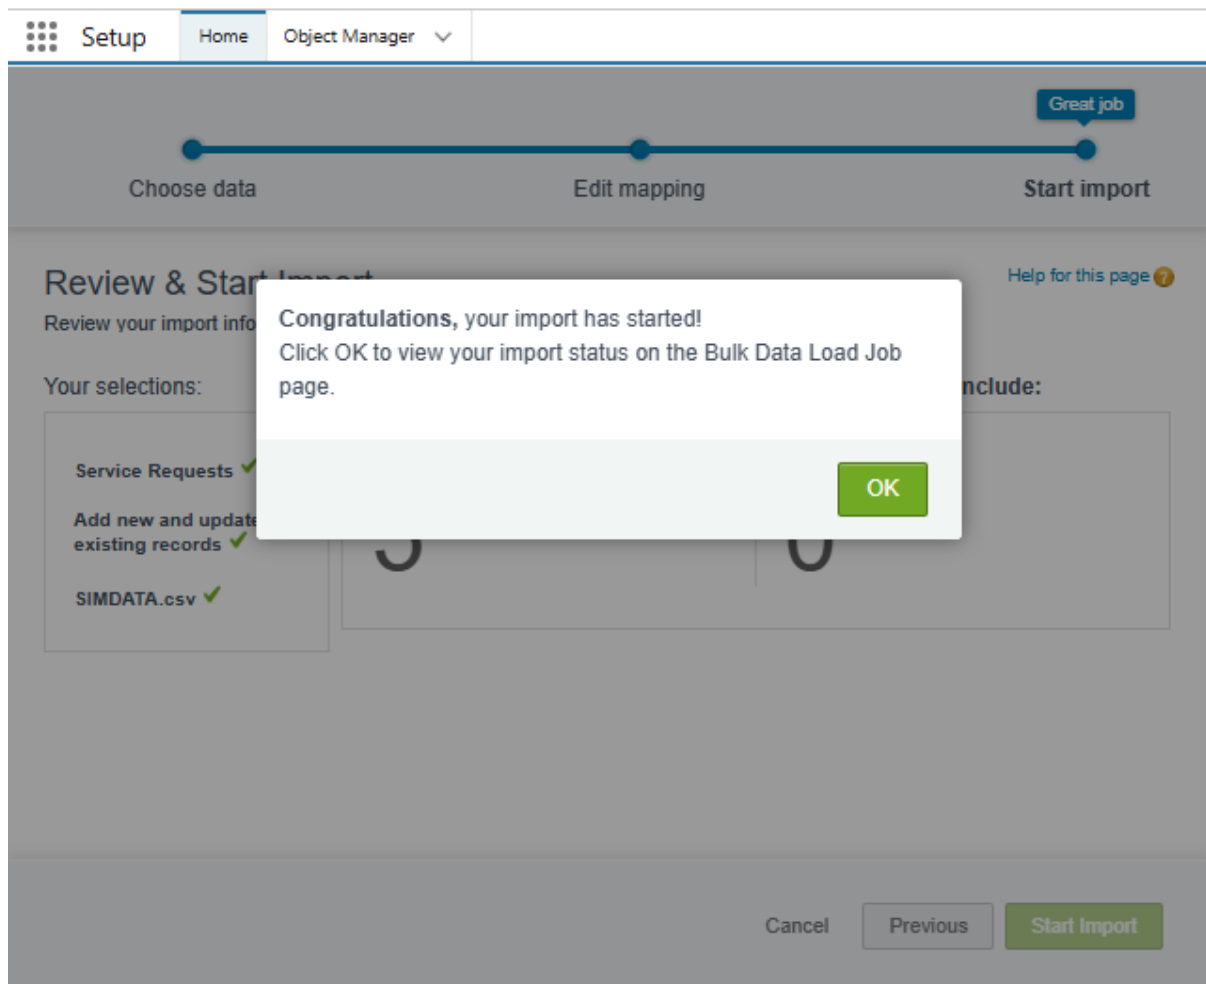 Setup
Home
Object Manager
Great job
Choose data
Edit mapping
Start import
Review & Start Import
Help for this page
Review your import info
Congratulations, your import has started!
Click OK to view your import status on the Bulk Data Load Job
page.
OK
Your selections:
nclude:
Service Requests
Add new and update
existing records
SIMDATA.csv
Cancel
Previous
Start Import